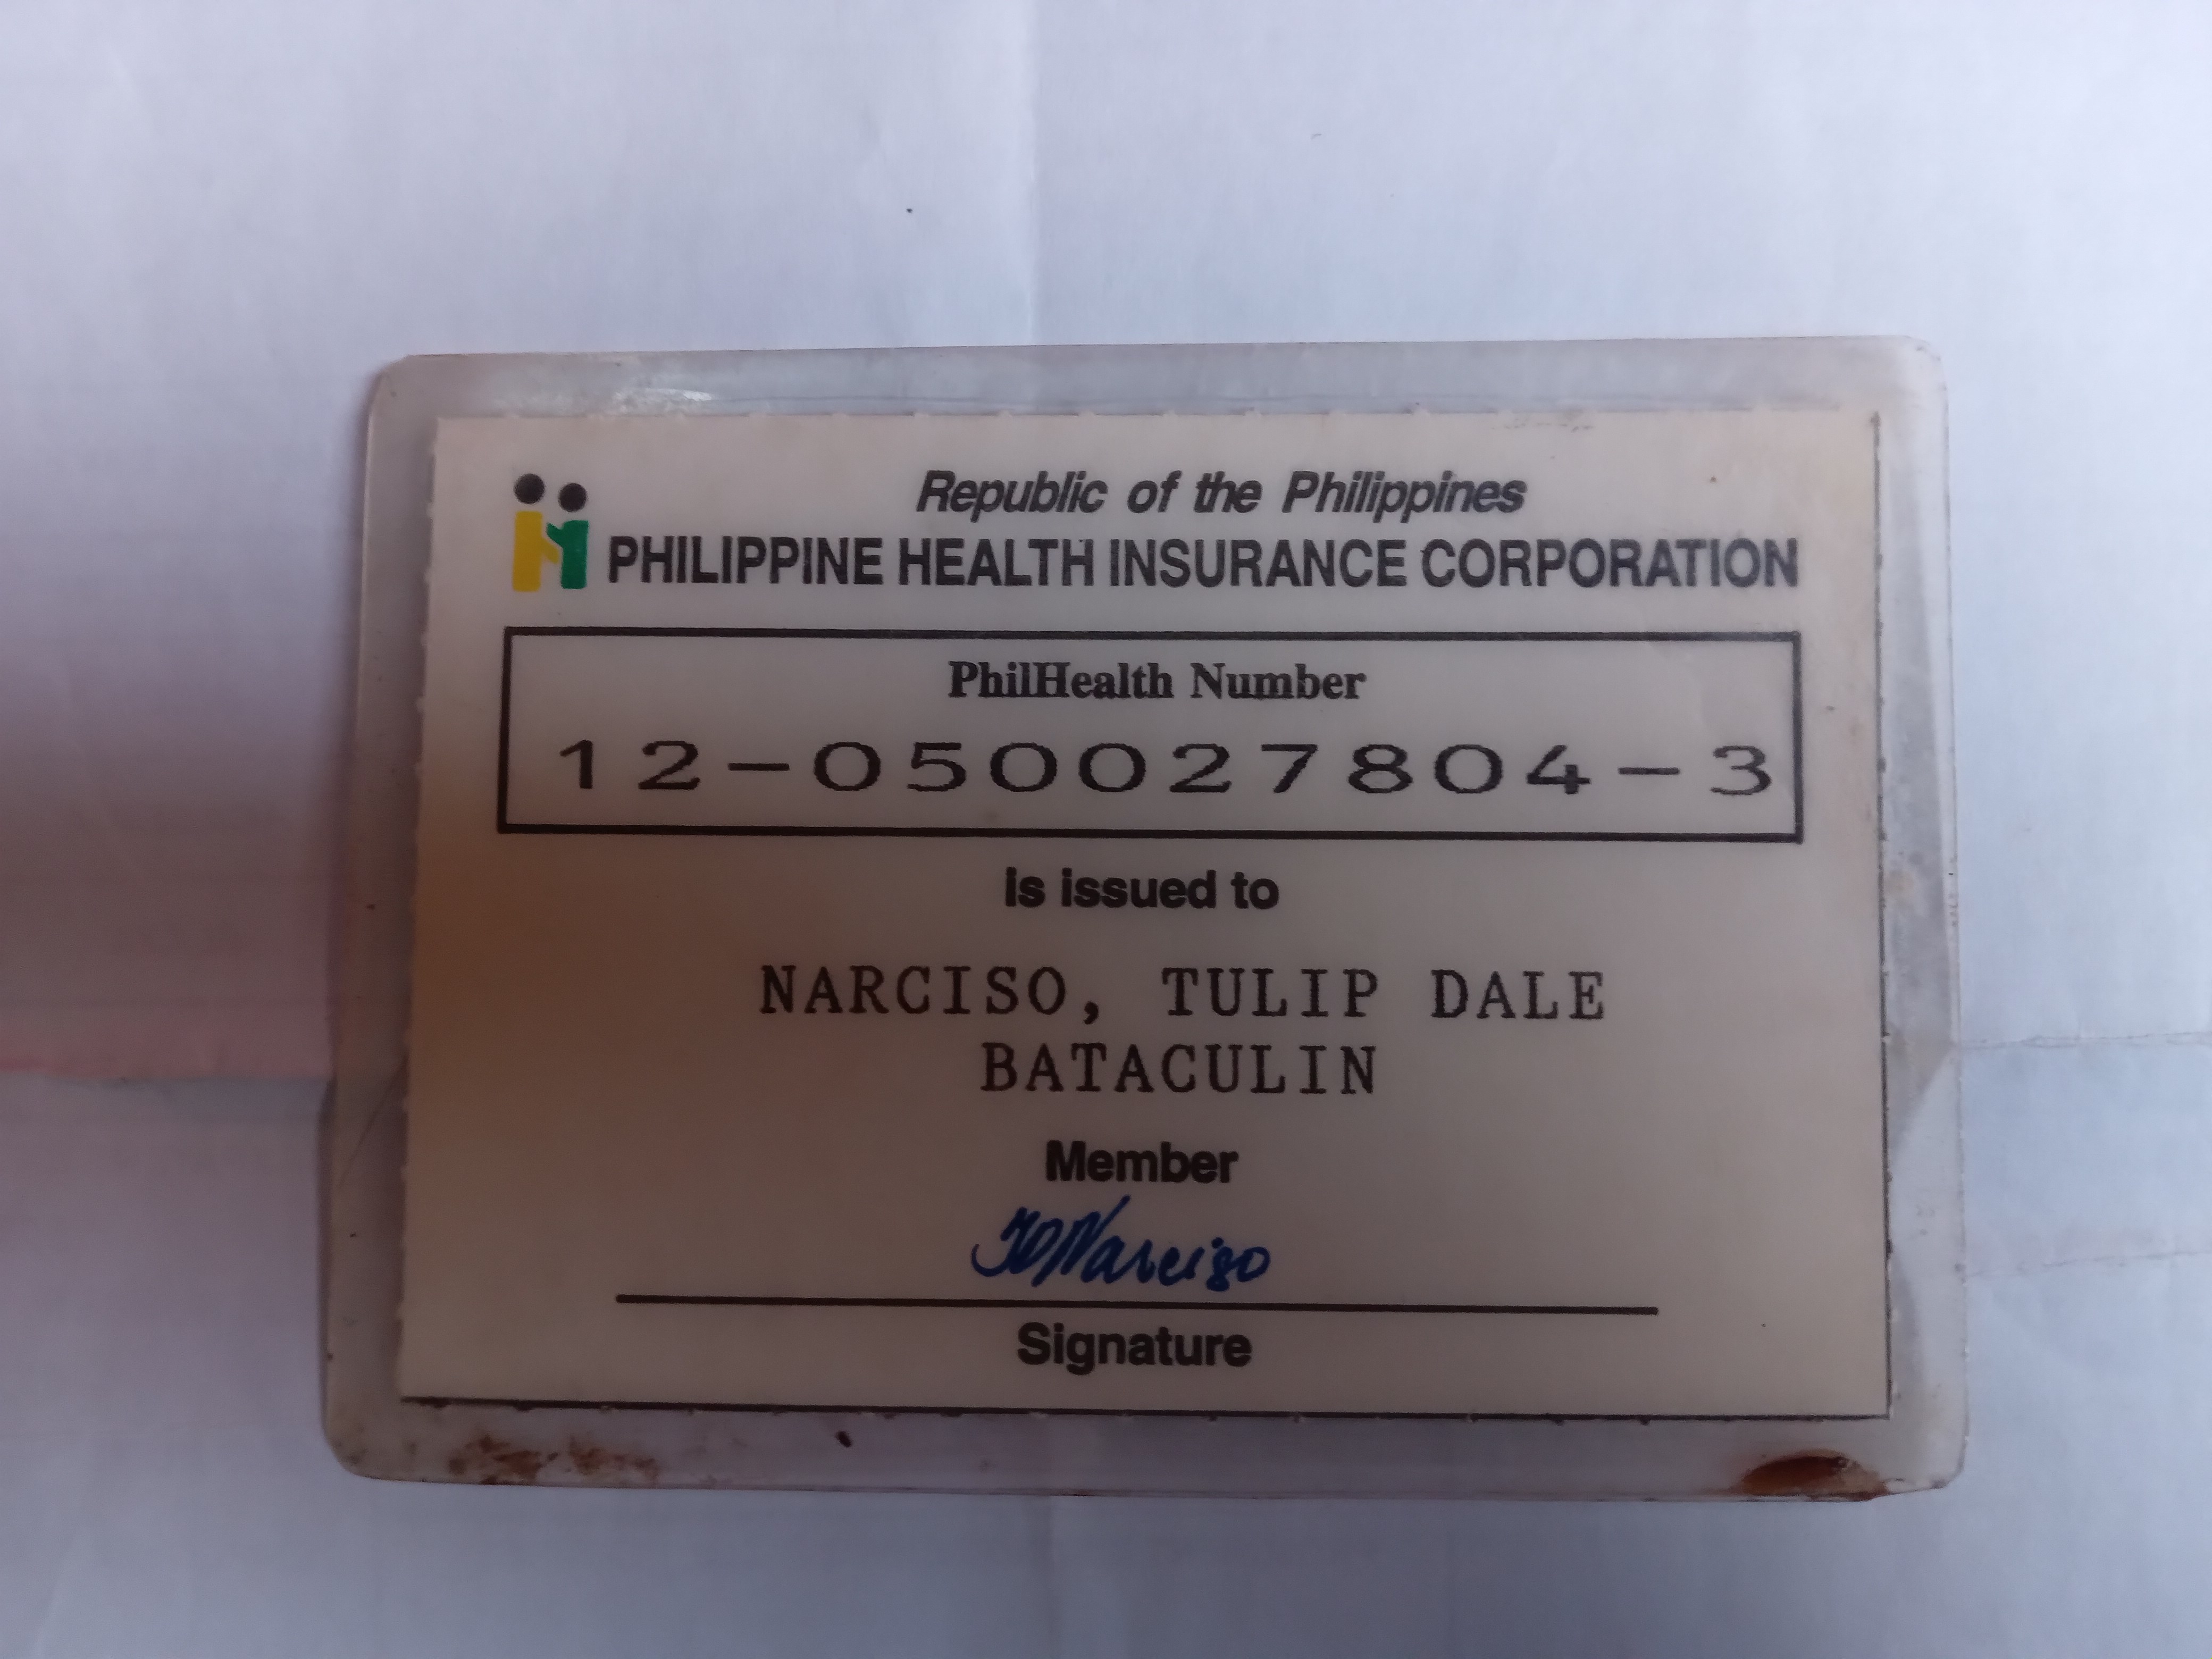 Republic of the Philippines
PHILIPPINE HEALTH INSURANCE CORPORATION
PhilHealth Number
12-050027804-3
is issued to
NARCISO, TULIP DALE
BATACULIN
Member
TDNarciso
Signature